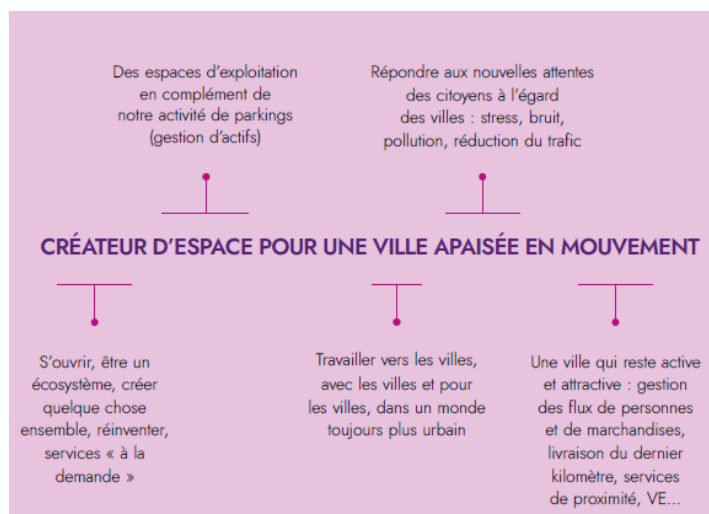 Des espaces d'exploitation
en complément de
notre activité de parkings
(gestion d'actifs)
Répondre aux nouvelles attentes
des citoyens à l'égard
des villes : stress, bruit,
pollution, réduction du trafic
CRÉATEUR D'ESPACE POUR UNE VILLE APAISÉE EN MOUVEMENT
S'ouvrir, être un
écosystème, créer
quelque chose
ensemble, réinventer,
services « à la
demande »
Travailler vers les villes,
avec les villes et pour
les villes, dans un monde
toujours plus urbain
Une ville qui reste active
et attractive : gestion
des flux de personnes
et de marchandises,
livraison du dernier
kilomètre, services
de proximité, VE...